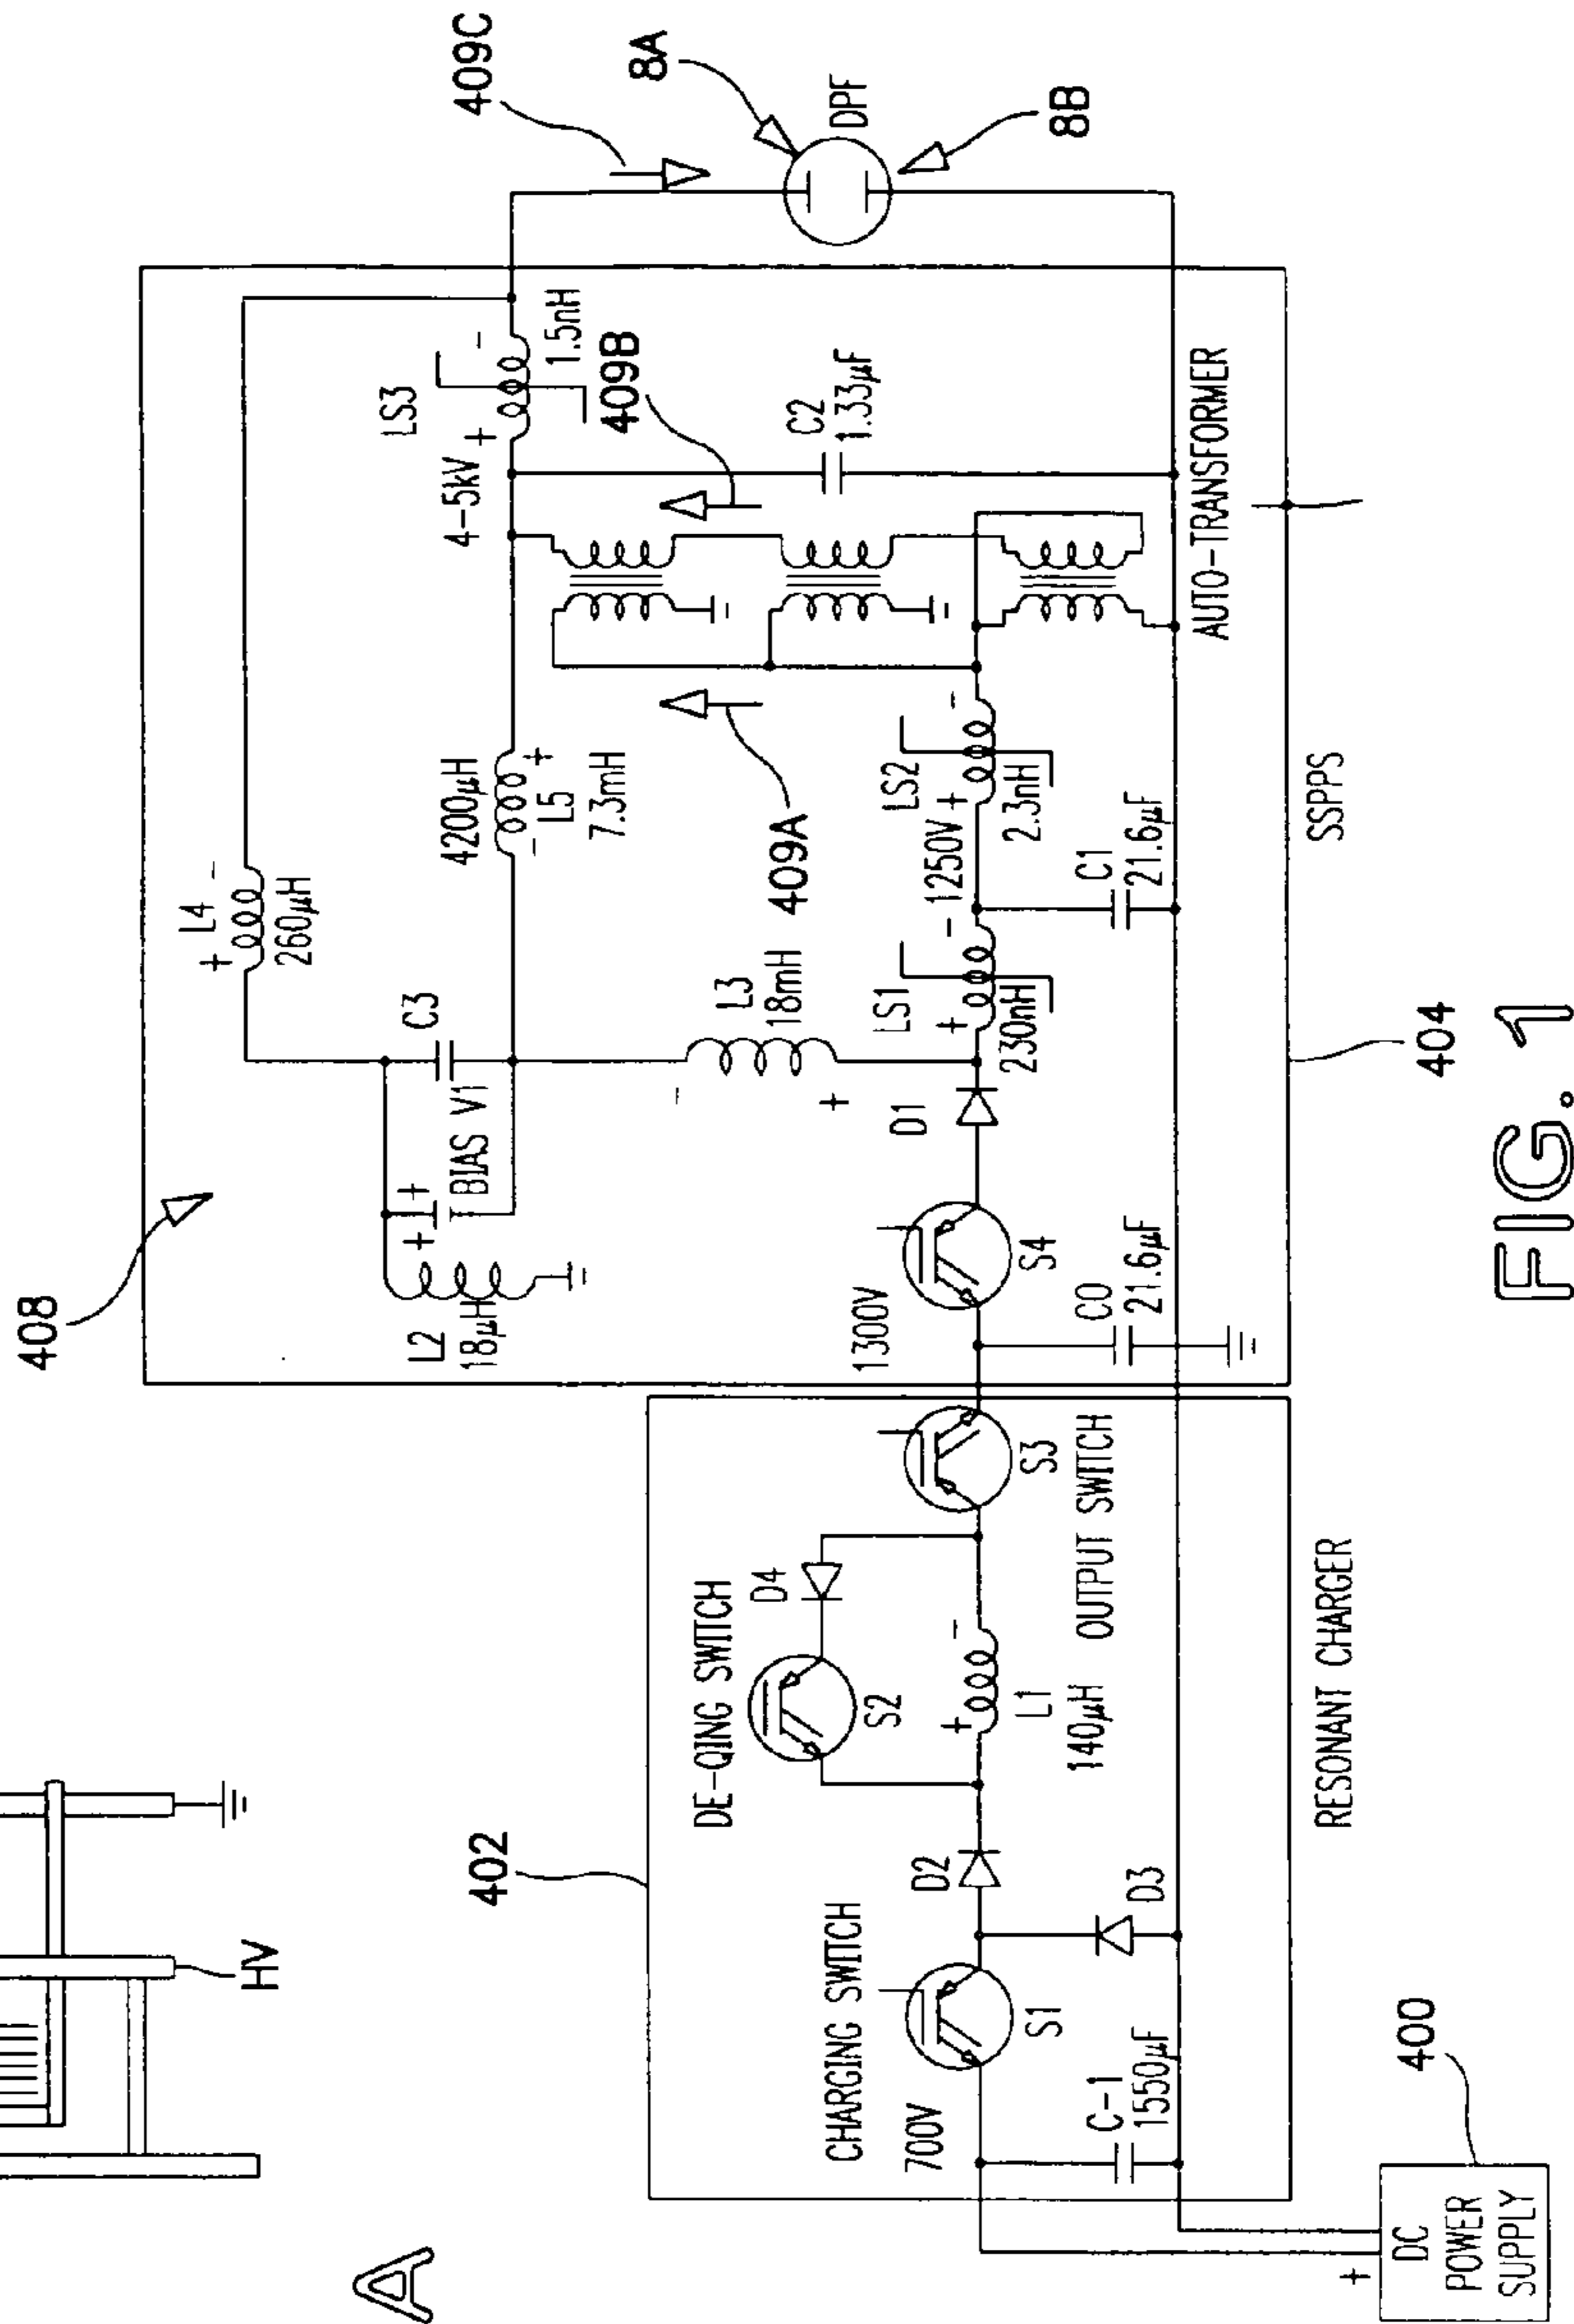 A
HV
408
L4
+ -
260µH
409C
8A
DPF
8B
C3
+
BIAS V1
+
L2
18µH
4200µH
- +
L5
7.3mH
4-5kV
LS3
+ -
1.5nH
409A
409B
C2
1.33µF
L3
18mH
- +
1300V
S4
D1
LS1
+ -
230nH
1250V
LS2
+ -
2.3nH
C0
21.6µF
C1
21.6µF
AUTO-TRANSFORMER
SSPPS
404
402
DE-QING SWITCH
D4
S2
CHARGING SWITCH
700V
S1
D2
+ -
L1
140µH
S3
OUTPUT SWITCH
C-1
1550µF
D3
RESONANT CHARGER
400
+
DC
POWER
SUPPLY
FIG. 1